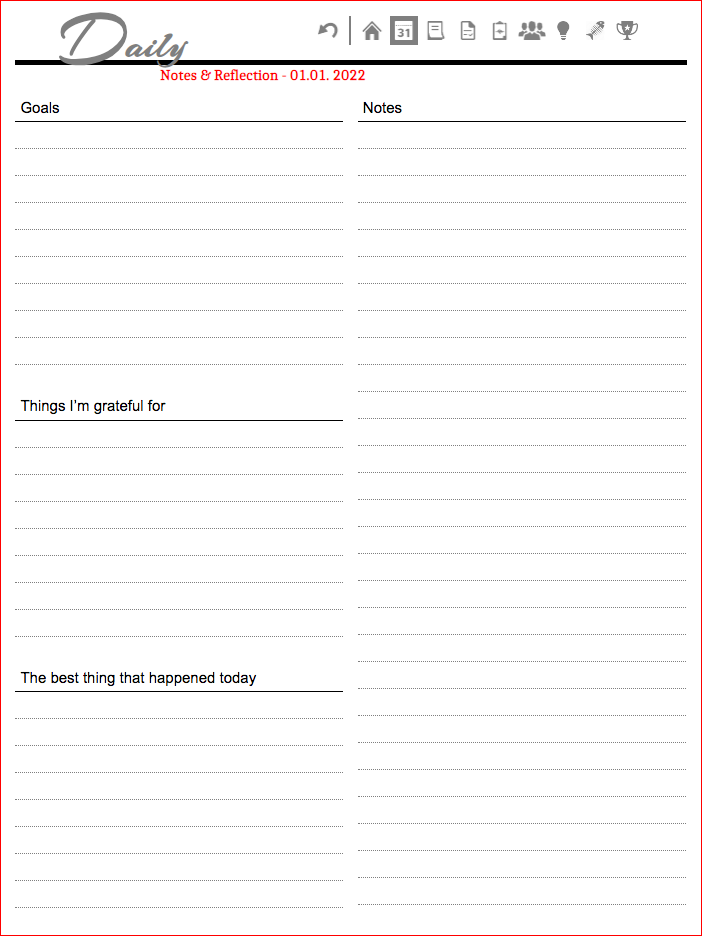 Daily
31
Notes & Reflection - 01.01. 2022
Goals
Things I'm grateful for
The best thing that happened today
Notes